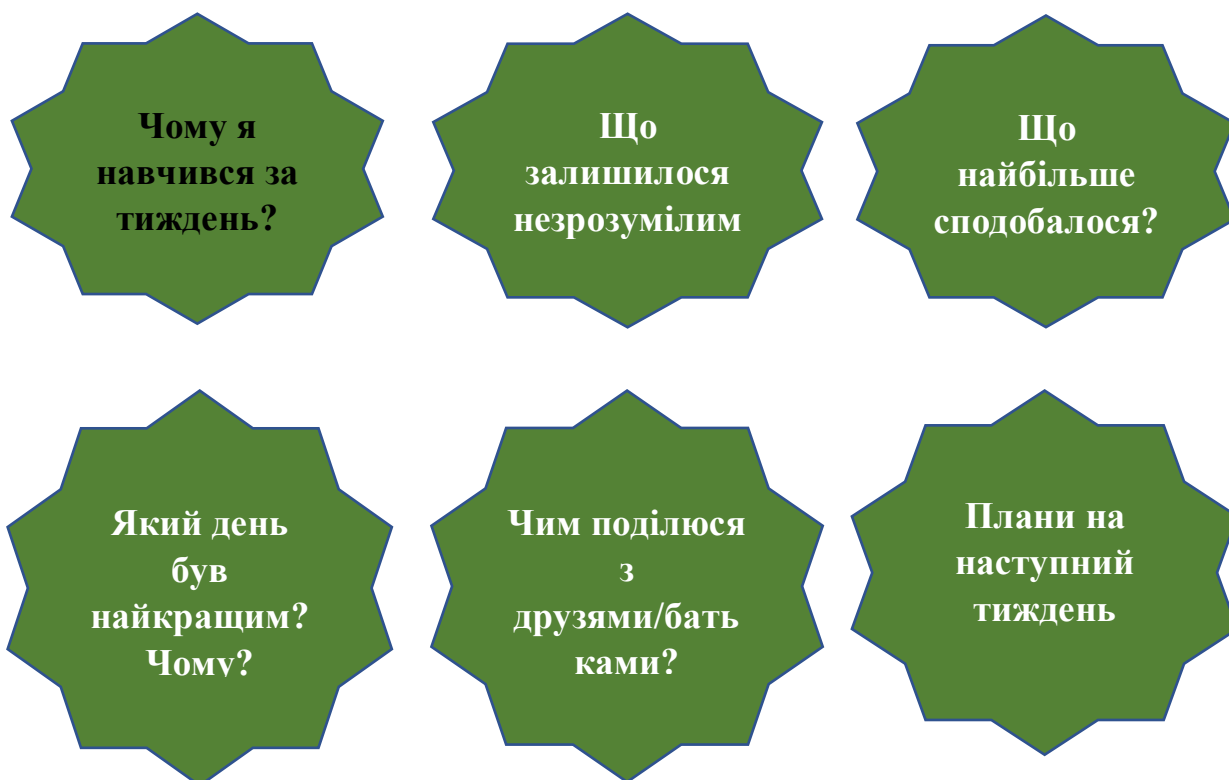 Чому я
навчився за
тиждень?
Що
залишилося
незрозумілим
Що
найбільше
сподобалося?
Який день
був
найкращим?
Чому?
Чим поділюся
з
друзями/бать
ками?
Плани на
наступний
тиждень